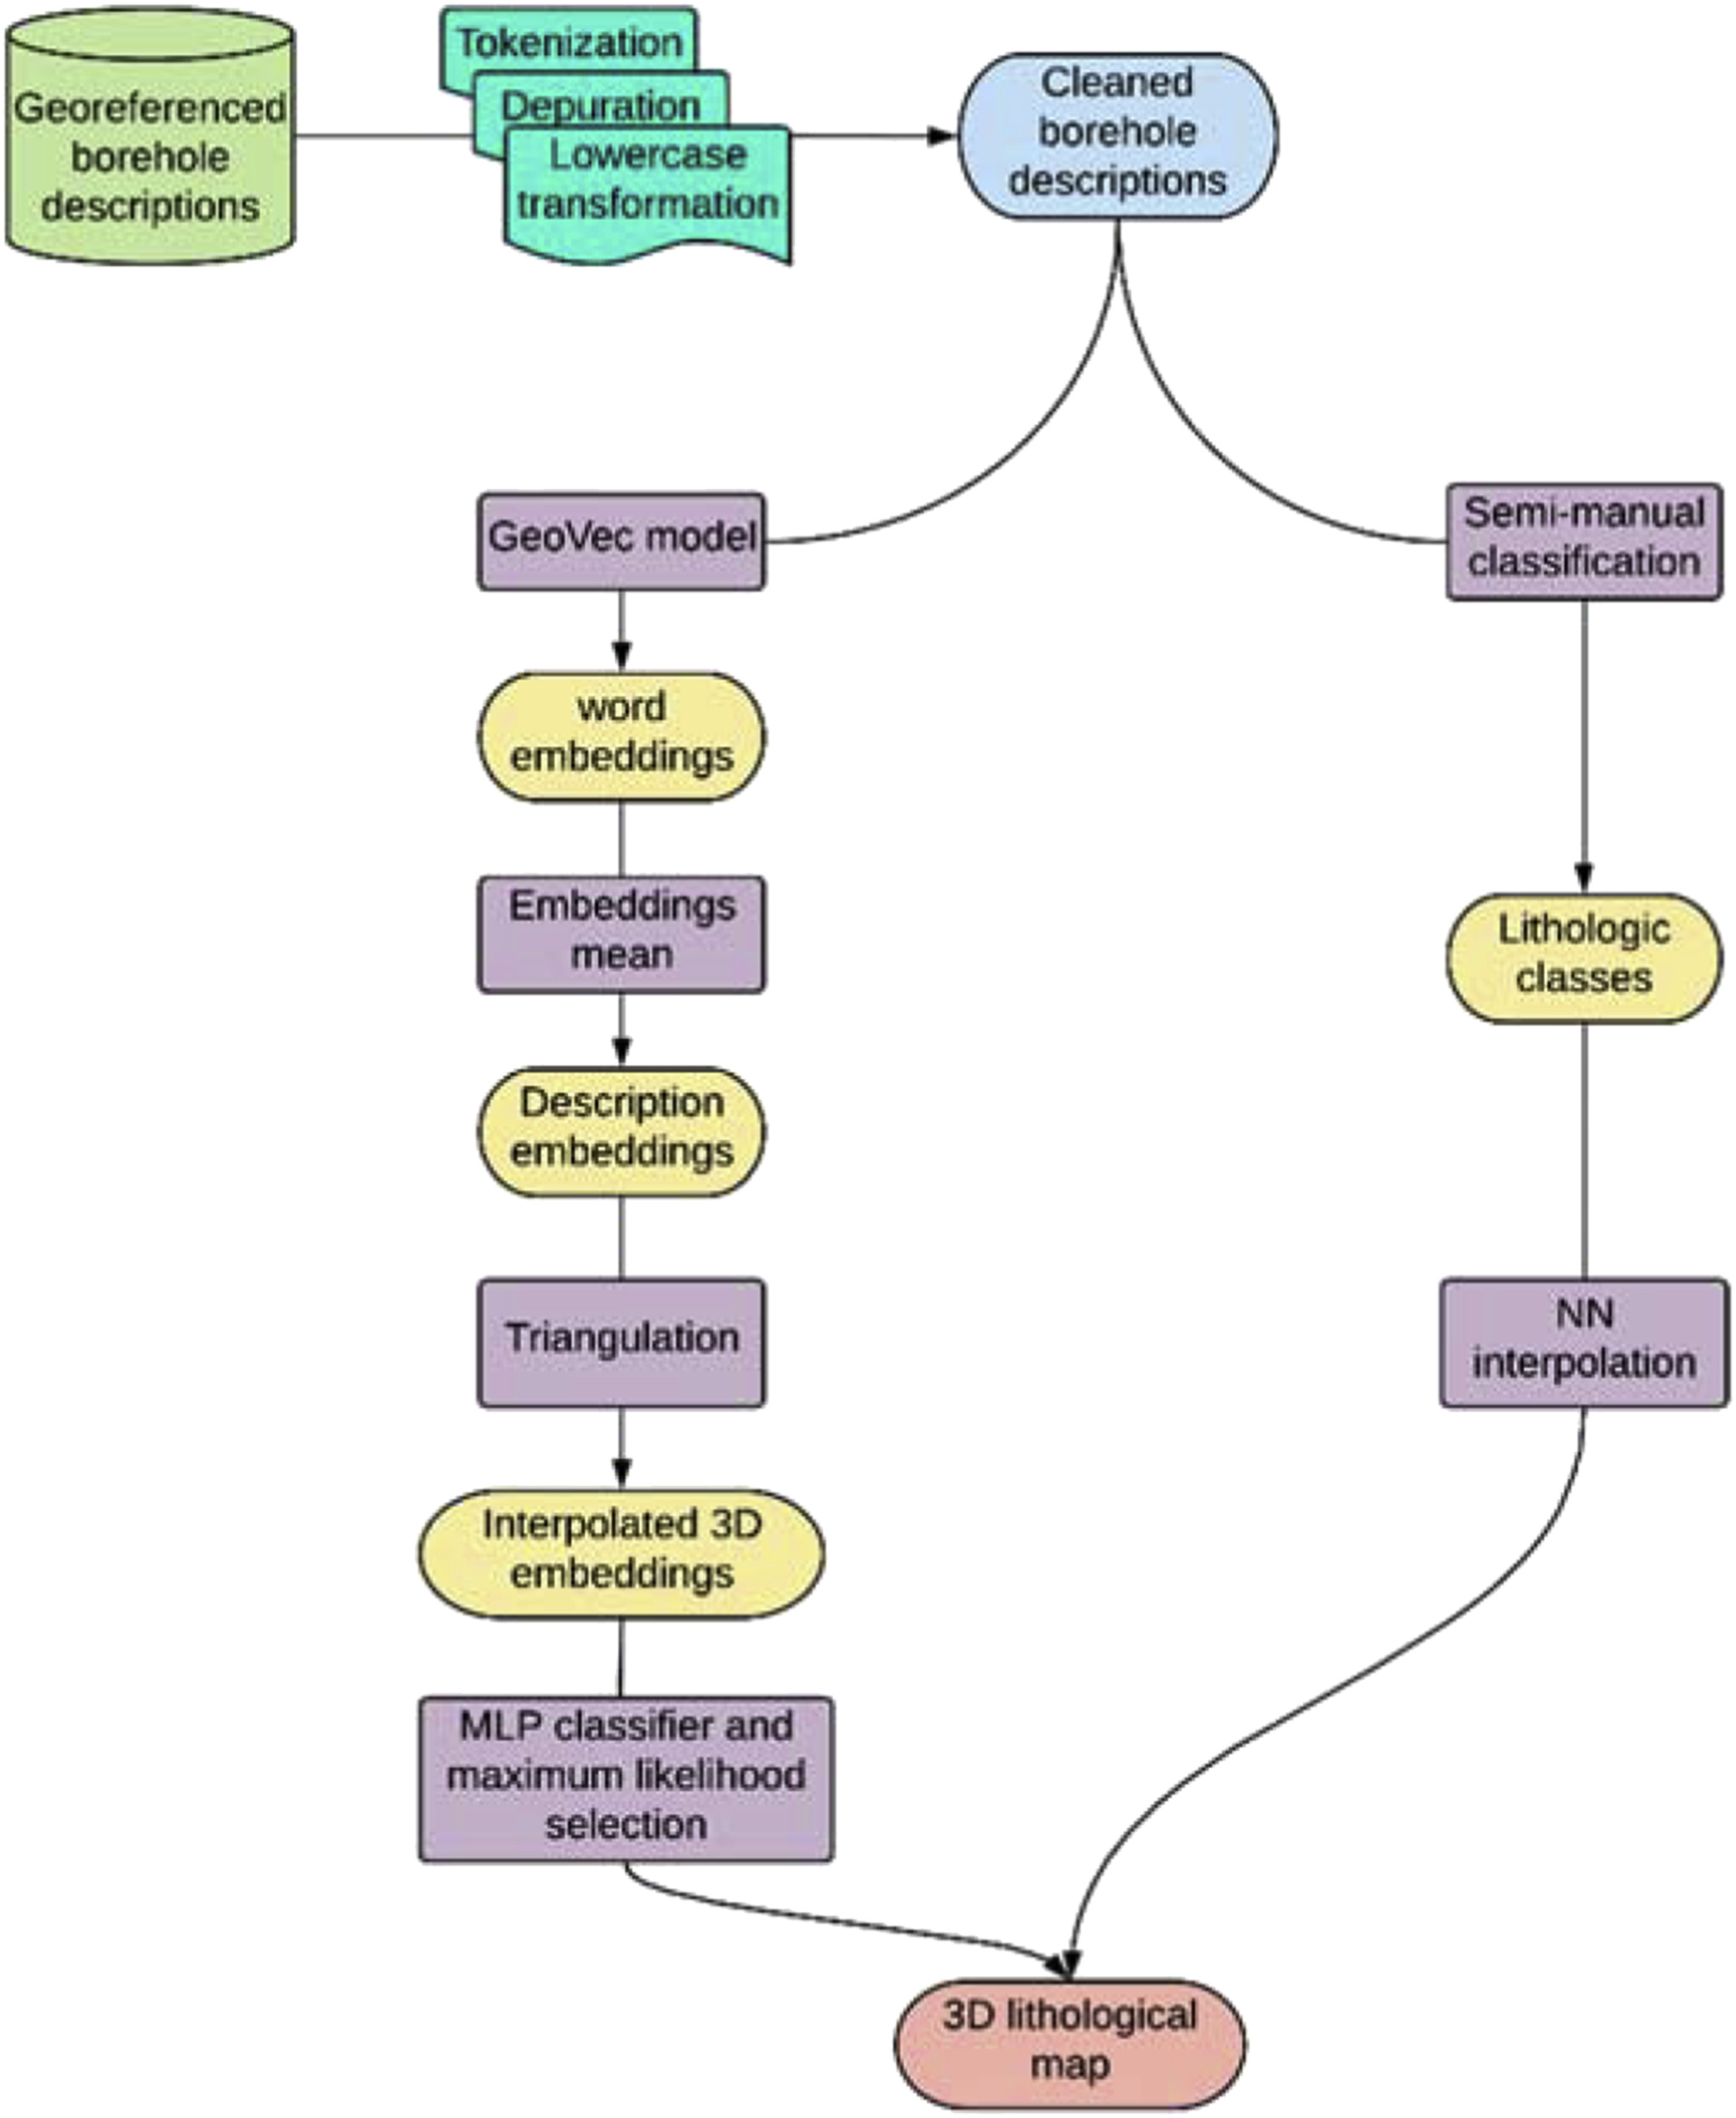 Georeferenced
borehole
descriptions
Tokenization
Depuration
Lowercase
transformation
Cleaned
borehole
descriptions
GeoVec model
Semi-manual
classification
word
embeddings
Embeddings
mean
Lithologic
classes
Description
embeddings
Triangulation
NN
interpolation
Interpolated 3D
embeddings
MLP classifier and
maximum likelihood
selection
3D lithological
map